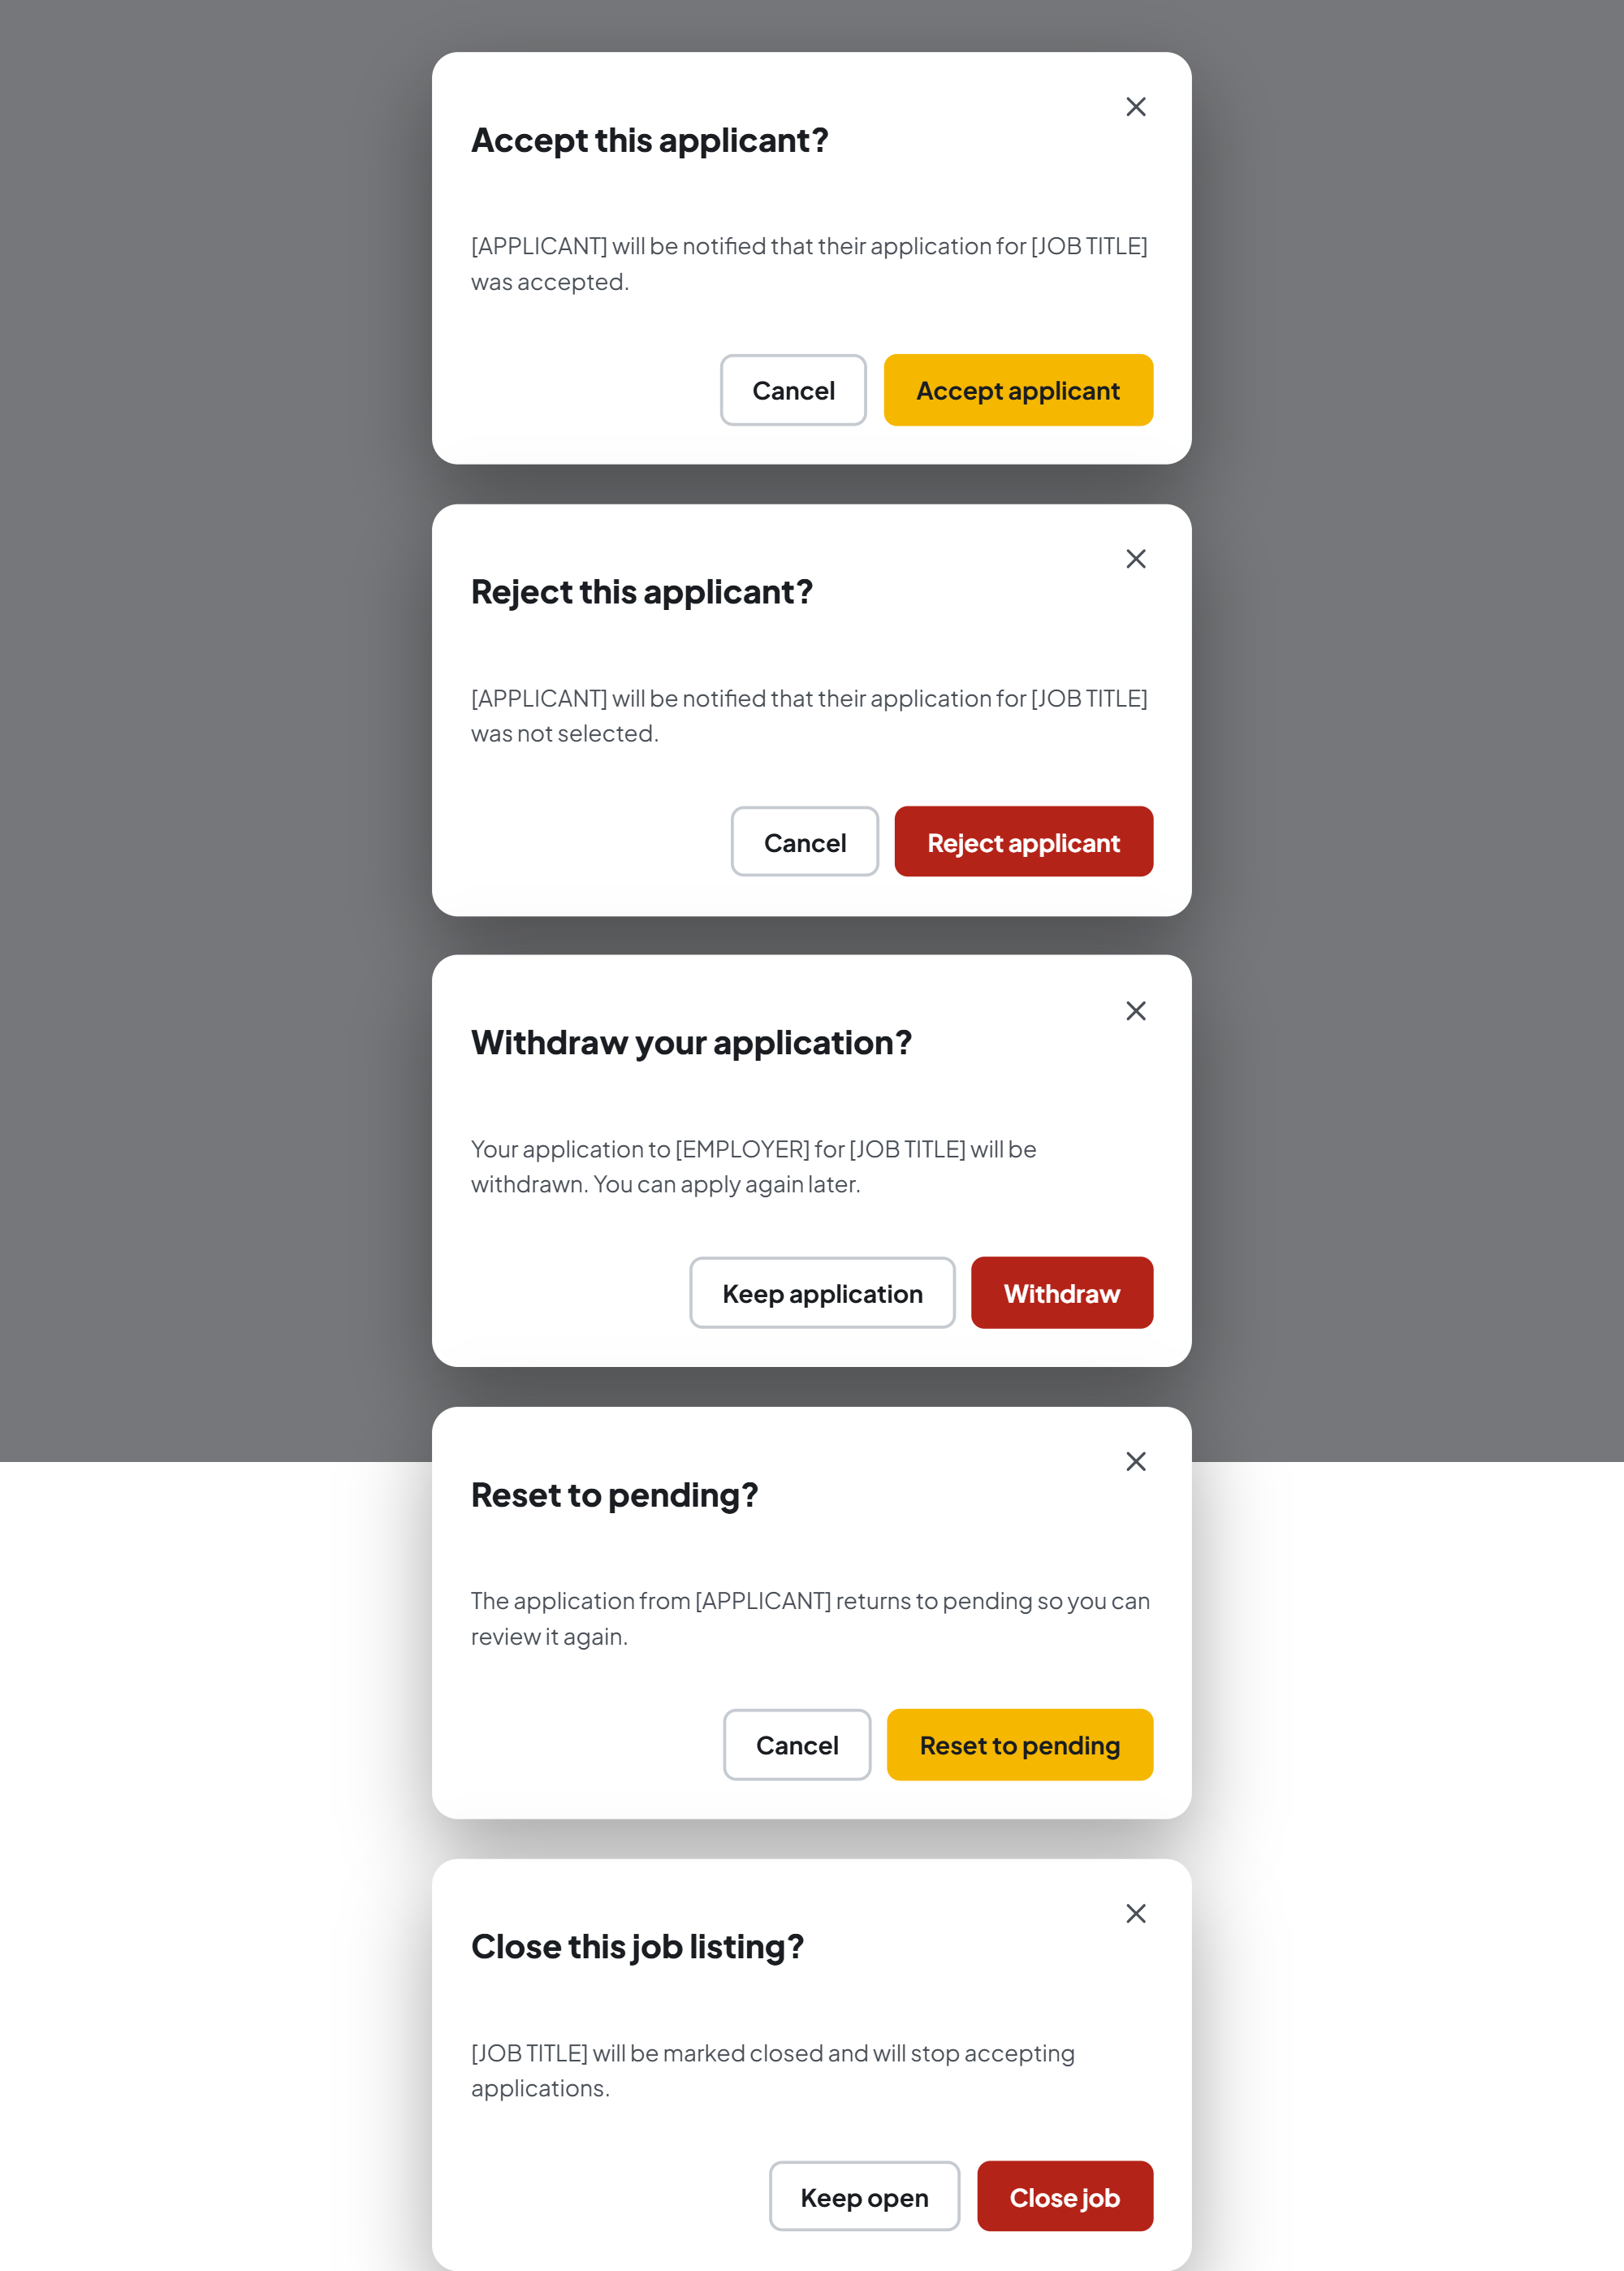 Accept this applicant?
[APPLICANT] will be notified that their application for [JOB TITLE]
was accepted.
Cancel
Accept applicant
Reject this applicant?
[APPLICANT] will be notified that their application for [JOB TITLE]
was not selected.
Cancel
Reject applicant
Withdraw your application?
Your application to [EMPLOYER] for [JOB TITLE] will be
withdrawn. You can apply again later.
Keep application
Withdraw
Reset to pending?
The application from [APPLICANT] returns to pending so you can
review it again.
Cancel
Reset to pending
Close this job listing?
[JOB TITLE] will be marked closed and will stop accepting
applications.
Keep open
Close job